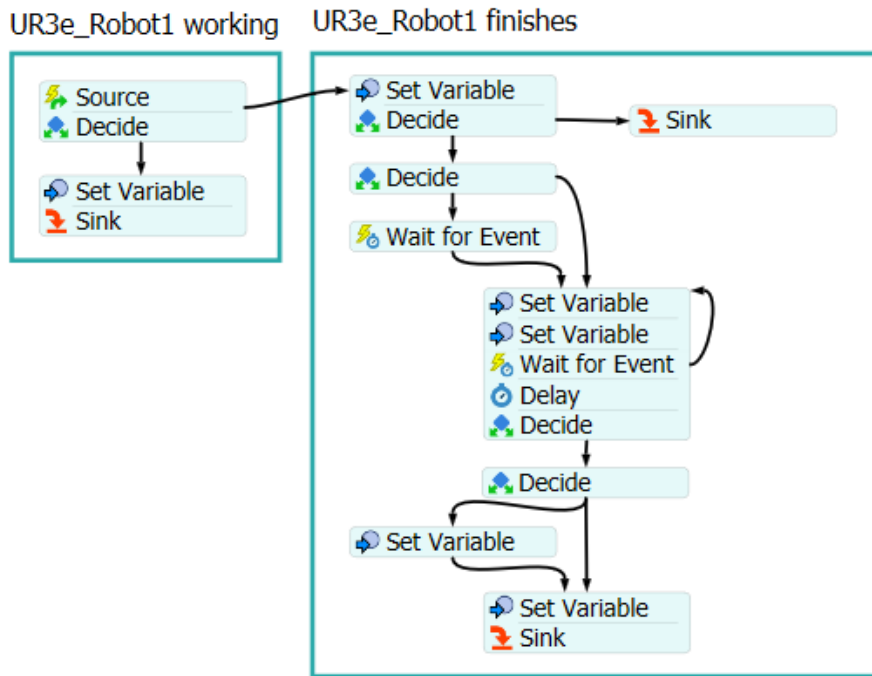 UR3e_Robot1 working
Source
Decide
Set Variable
Sink
UR3e_Robot1 finishes
Set Variable
Decide
Sink
Decide
Wait for Event
Set Variable
Set Variable
Wait for Event
Delay
Decide
Decide
Set Variable
Set Variable
Sink